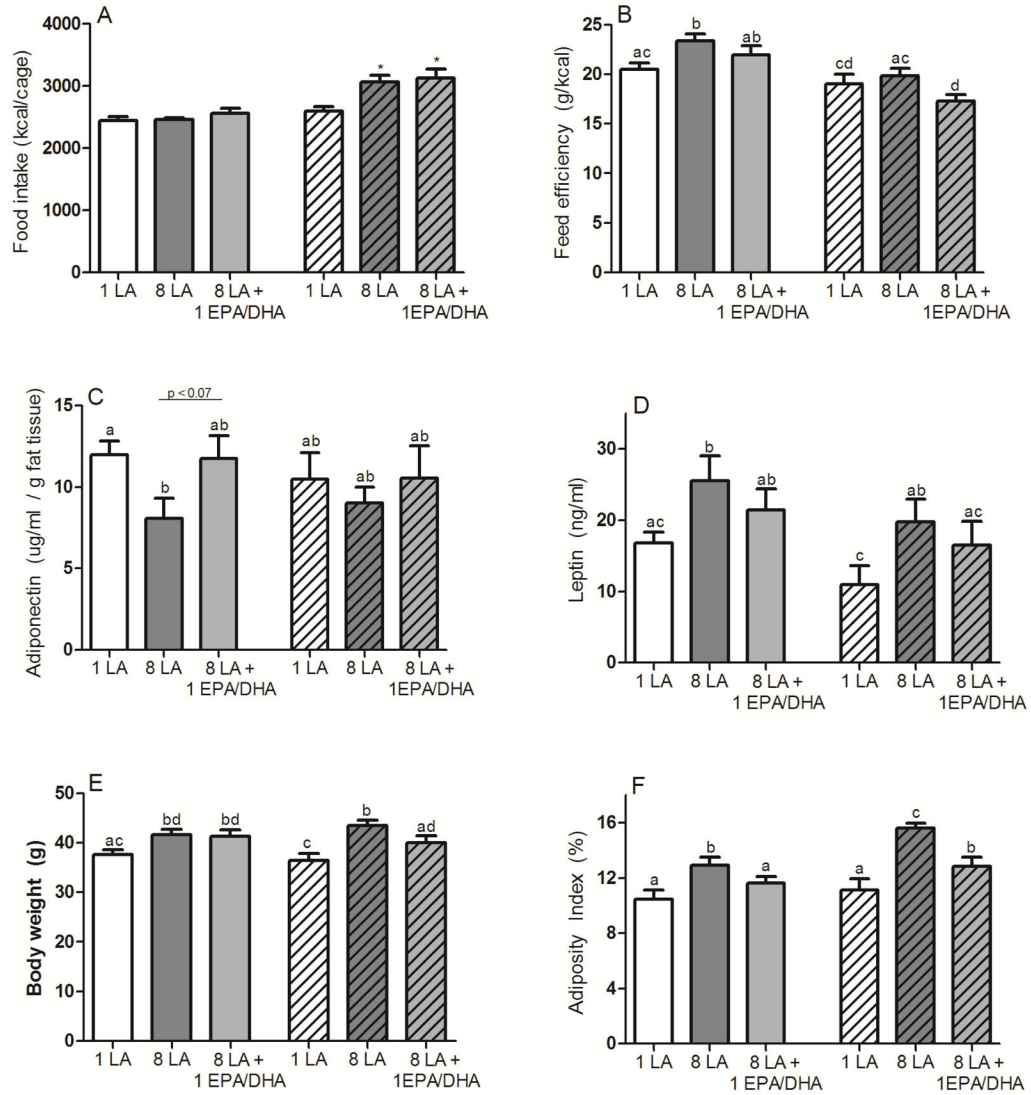 A
Food intake (kcal/cage)
4000
3000
2000
1000
0
* *
1 LA 8 LA 8 LA + 1 LA 8 LA 8 LA +
1 EPA/DHA 1EPA/DHA
B
Feed efficiency (g/kcal)
25
20
15
10
5
0
ac b ab cd ac d
1 LA 8 LA 8 LA + 1 LA 8 LA 8 LA +
1 EPA/DHA 1EPA/DHA
C
p < 0.07
Adiponectin (ug/ml / g fat tissue)
15
10
5
0
a b ab ab ab ab
1 LA 8 LA 8 LA + 1 LA 8 LA 8 LA +
1 EPA/DHA 1EPA/DHA
D
Leptin (ng/ml)
30
20
10
0
ac b ab c ab ac
1 LA 8 LA 8 LA + 1 LA 8 LA 8 LA +
1 EPA/DHA 1EPA/DHA
E
Body weight (g)
50
40
30
20
10
0
ac bd bd c b ad
1 LA 8 LA 8 LA + 1 LA 8 LA 8 LA +
1 EPA/DHA 1EPA/DHA
F
Adiposity Index (%)
16
12
8
4
0
a b a a c b
1 LA 8 LA 8 LA + 1 LA 8 LA 8 LA +
1 EPA/DHA 1EPA/DHA